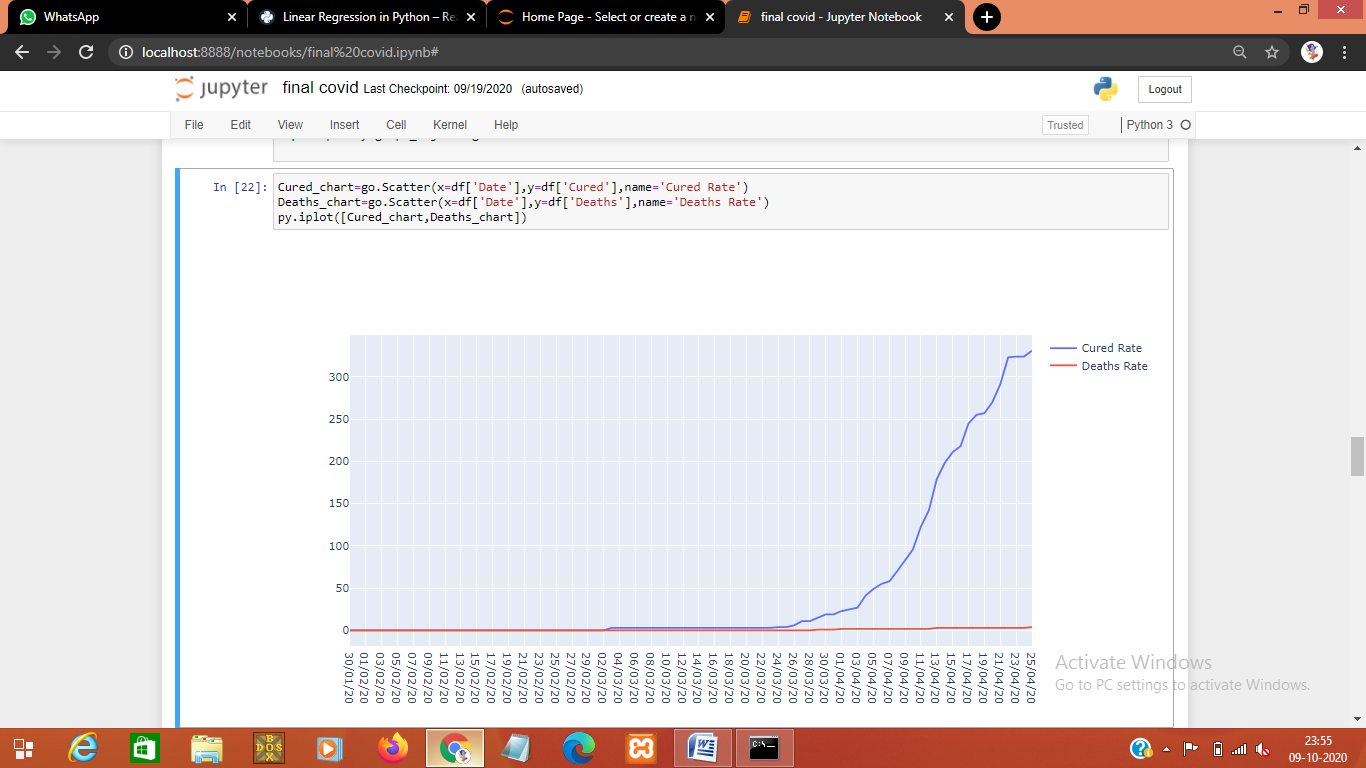 WhatsApp
Linear Regression in Python – Re
Home Page - Select or create a n
final covid - Jupyter Notebook
localhost:8888/notebooks/final%20covid.ipynb#
jupyter final covid Last Checkpoint: 09/19/2020 (autosaved)
Logout
File Edit View Insert Cell Kernel Help
Trusted
Python 3
In [22]:
Cured_chart=go.Scatter(x=df['Date'],y=df['Cured'],name='Cured Rate')
Deaths_chart=go.Scatter(x=df['Date'],y=df['Deaths'],name='Deaths Rate')
py.iplot([Cured_chart,Deaths_chart])
Cured Rate
Deaths Rate
300
250
200
150
100
50
0
30/01/20
01/02/20
03/02/20
05/02/20
07/02/20
09/02/20
11/02/20
13/02/20
15/02/20
17/02/20
19/02/20
21/02/20
23/02/20
25/02/20
27/02/20
29/02/20
02/03/20
04/03/20
06/03/20
08/03/20
10/03/20
12/03/20
14/03/20
16/03/20
18/03/20
20/03/20
22/03/20
24/03/20
26/03/20
28/03/20
30/03/20
01/04/20
03/04/20
05/04/20
07/04/20
09/04/20
11/04/20
13/04/20
15/04/20
17/04/20
19/04/20
21/04/20
23/04/20
25/04/20
Activate Windows
Go to PC settings to activate Windows.
DOS
BOX
C:\_
23:55
09-10-2020